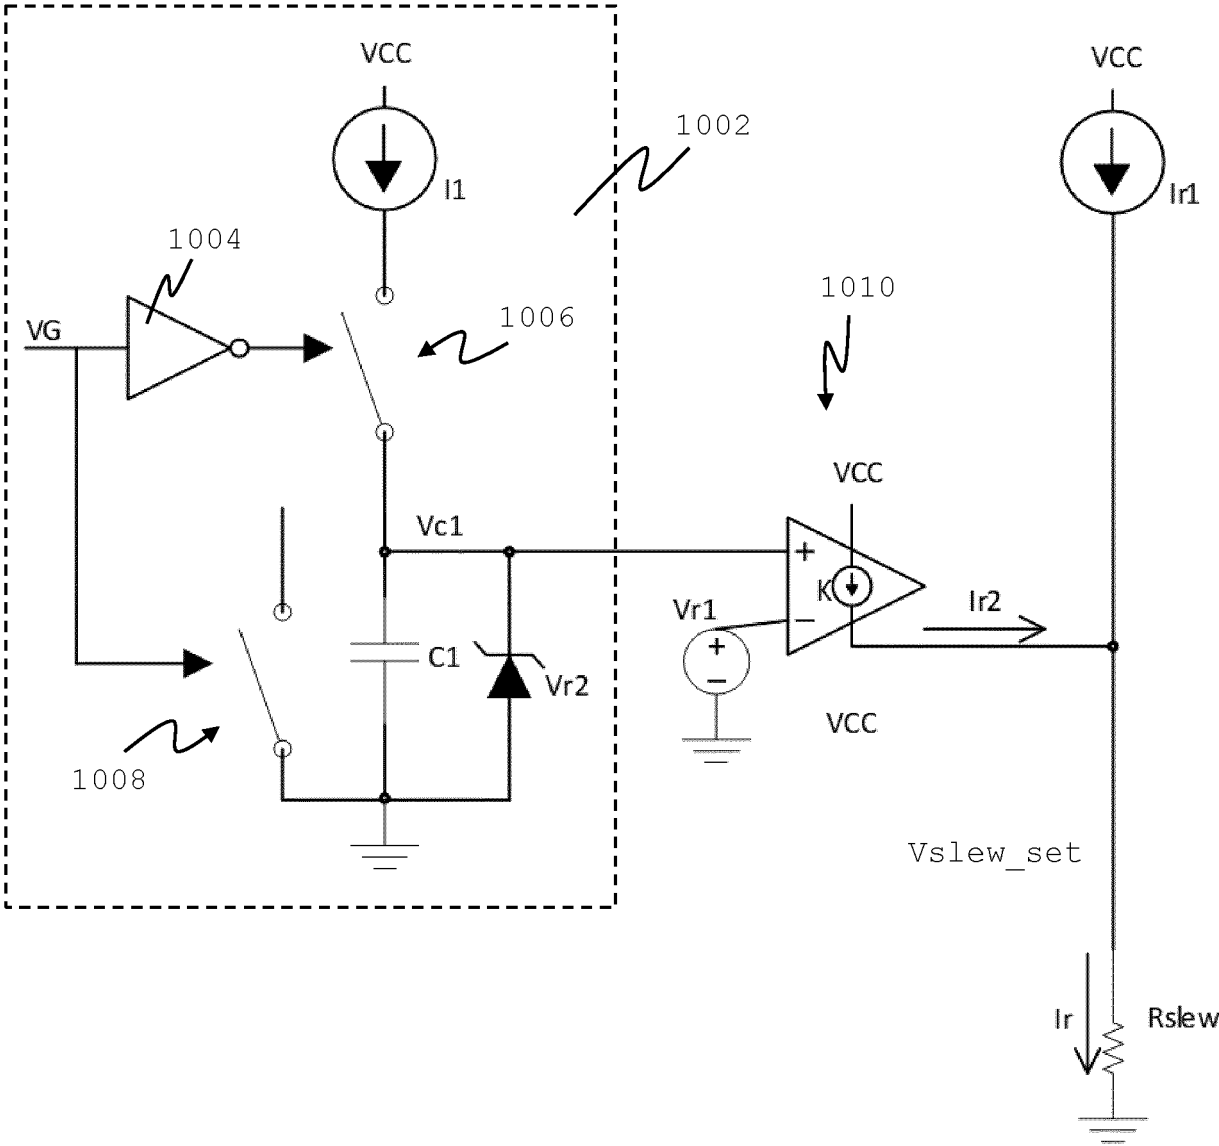 VCC
VCC
1002
I1
Ir1
1004
1010
1006
VG
VCC
Vc1
+
K
Ir2
Vr1
−
+
C1
−
Vr2
VCC
1008
Vslew_set
Ir
Rslew